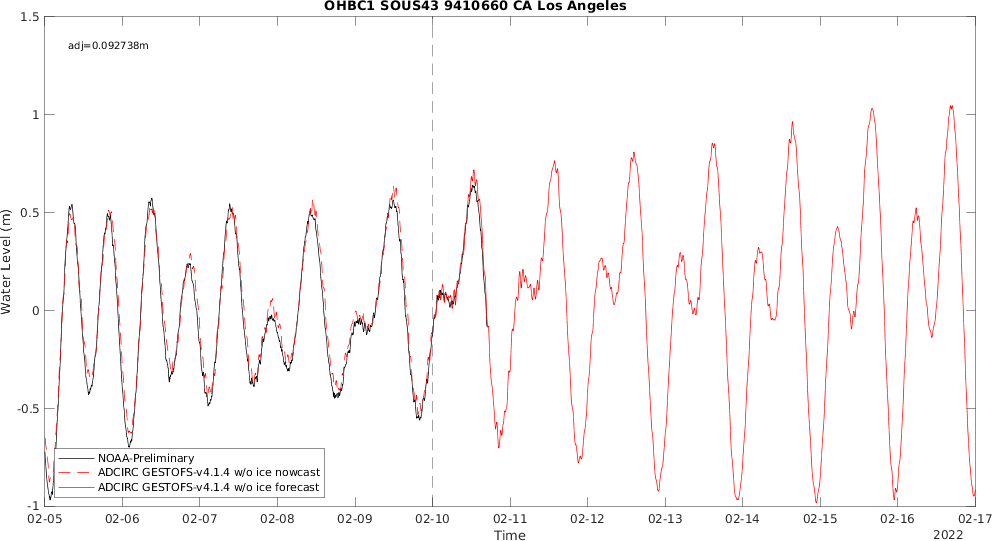 OHBC1 SOUS43 9410660 CA Los Angeles
1.5
adj=0.092738m
1
0.5
Water Level (m)
0
-0.5
NOAA-Preliminary
ADCIRC GESTOFS-v4.1.4 w/o ice nowcast
ADCIRC GESTOFS-v4.1.4 w/o ice forecast
-1
02-05 02-06 02-07 02-08 02-09 02-10 02-11 02-12 02-13 02-14 02-15 02-16 02-17
Time
2022